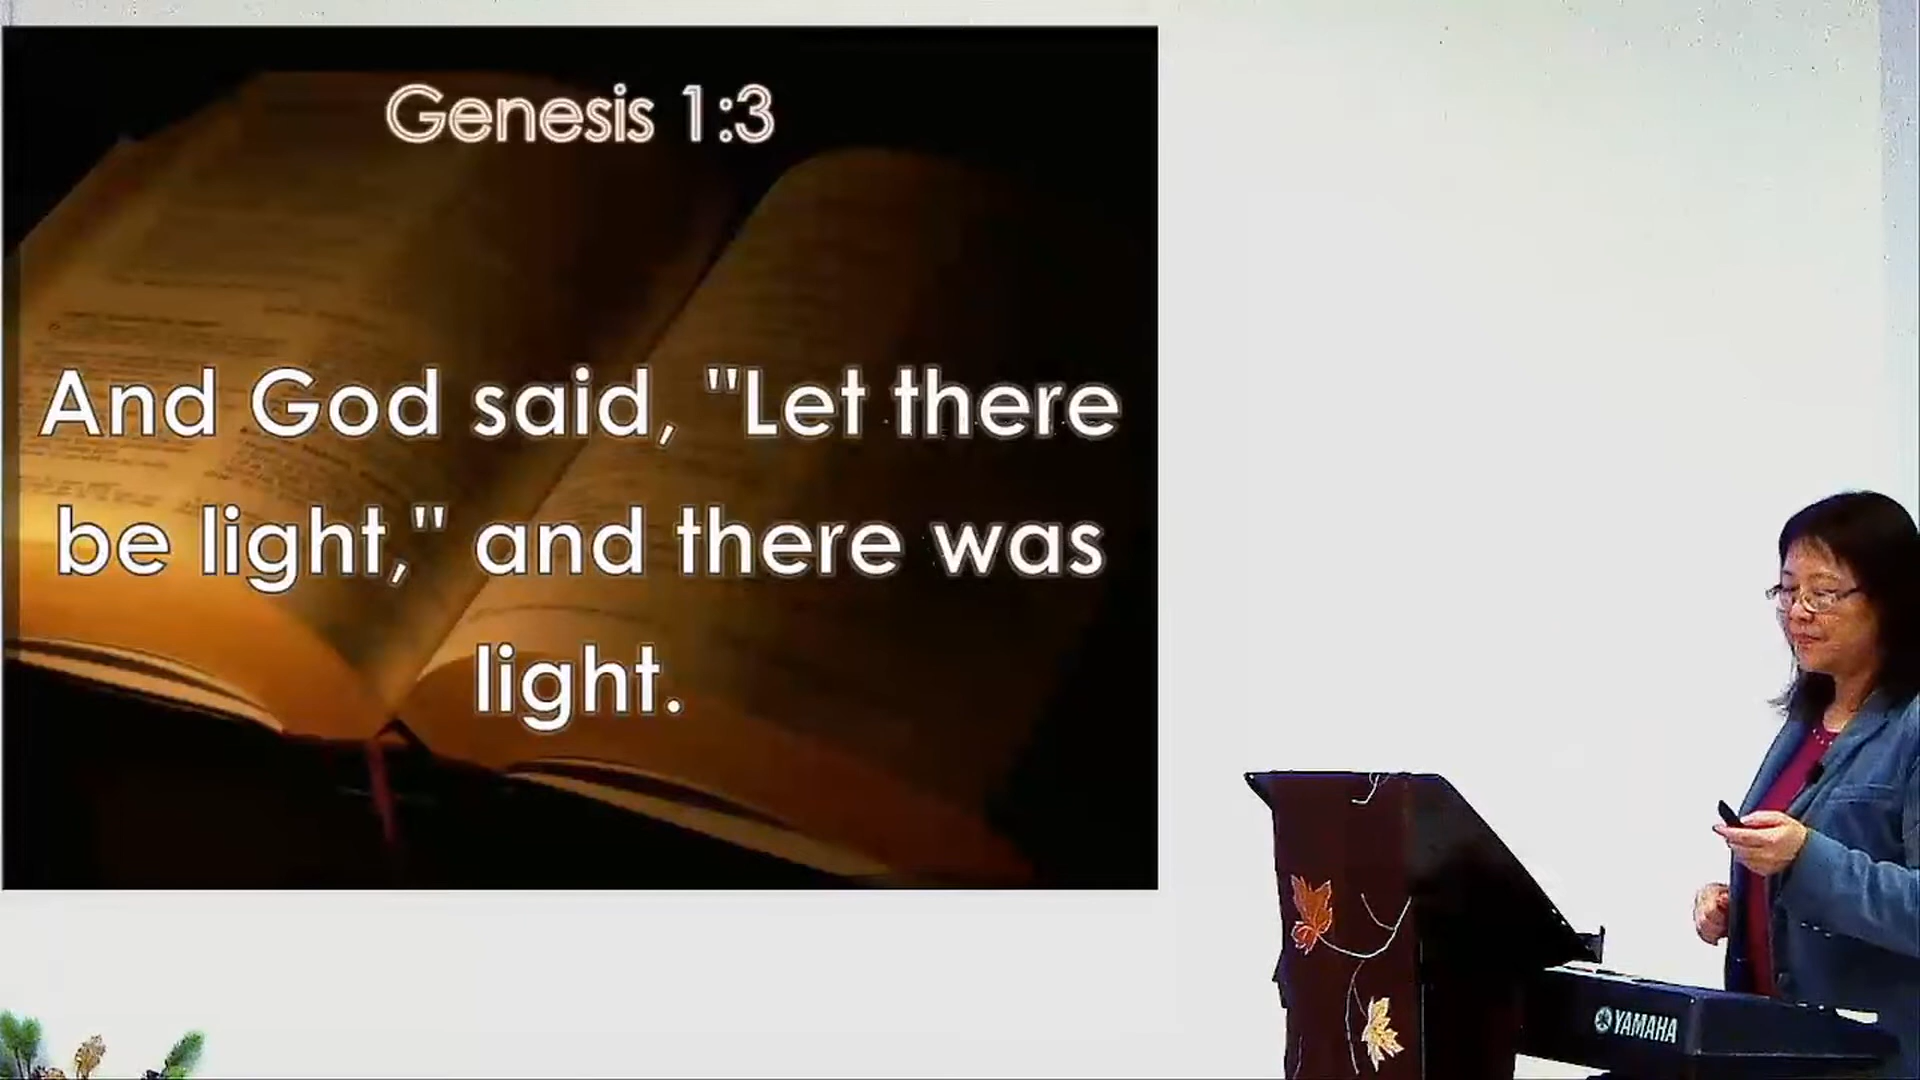 Genesis 1:3
And God said, "Let there
be light," and there was
light.
YAMAHA